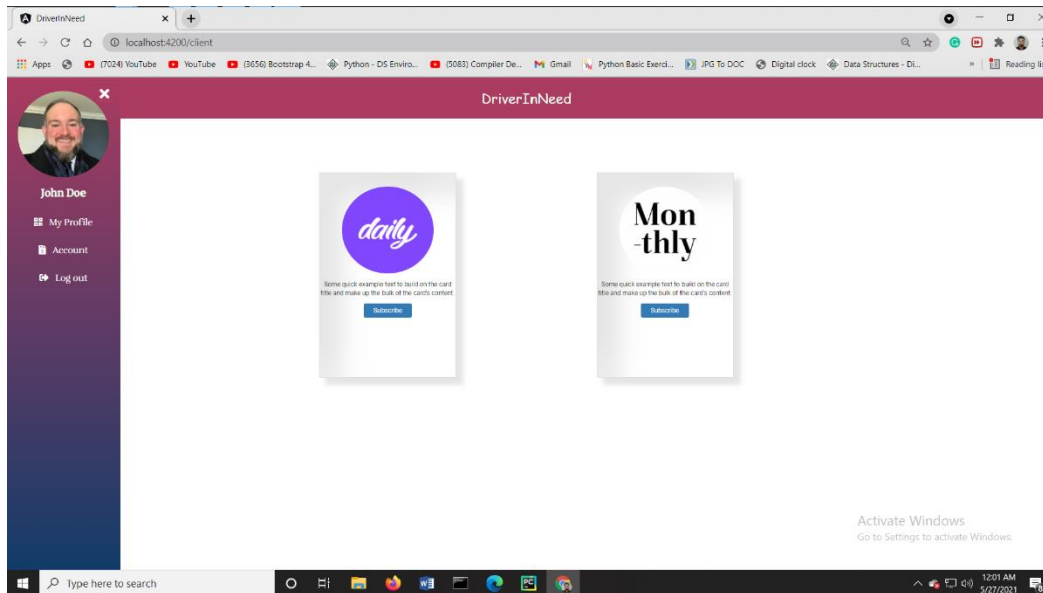 DriverInNeed
localhost:4200/client
Apps
(7024) YouTube
YouTube
(3656) Bootstrap 4...
Python - DS Enviro...
(5083) Compiler De...
Gmail
Python Basic Exerci...
JPG To DOC
Digital clock
Data Structures - Di...
»
Reading li
DriverInNeed
John Doe
My Profile
Account
Log out
daily
Some quick example text to build on the card
title and make up the bulk of the card's content.
Subscribe
Mon
-thly
Some quick example text to build on the card
title and make up the bulk of the card's content.
Subscribe
Activate Windows
Go to Settings to activate Windows.
Type here to search
12:01 AM
5/27/2021